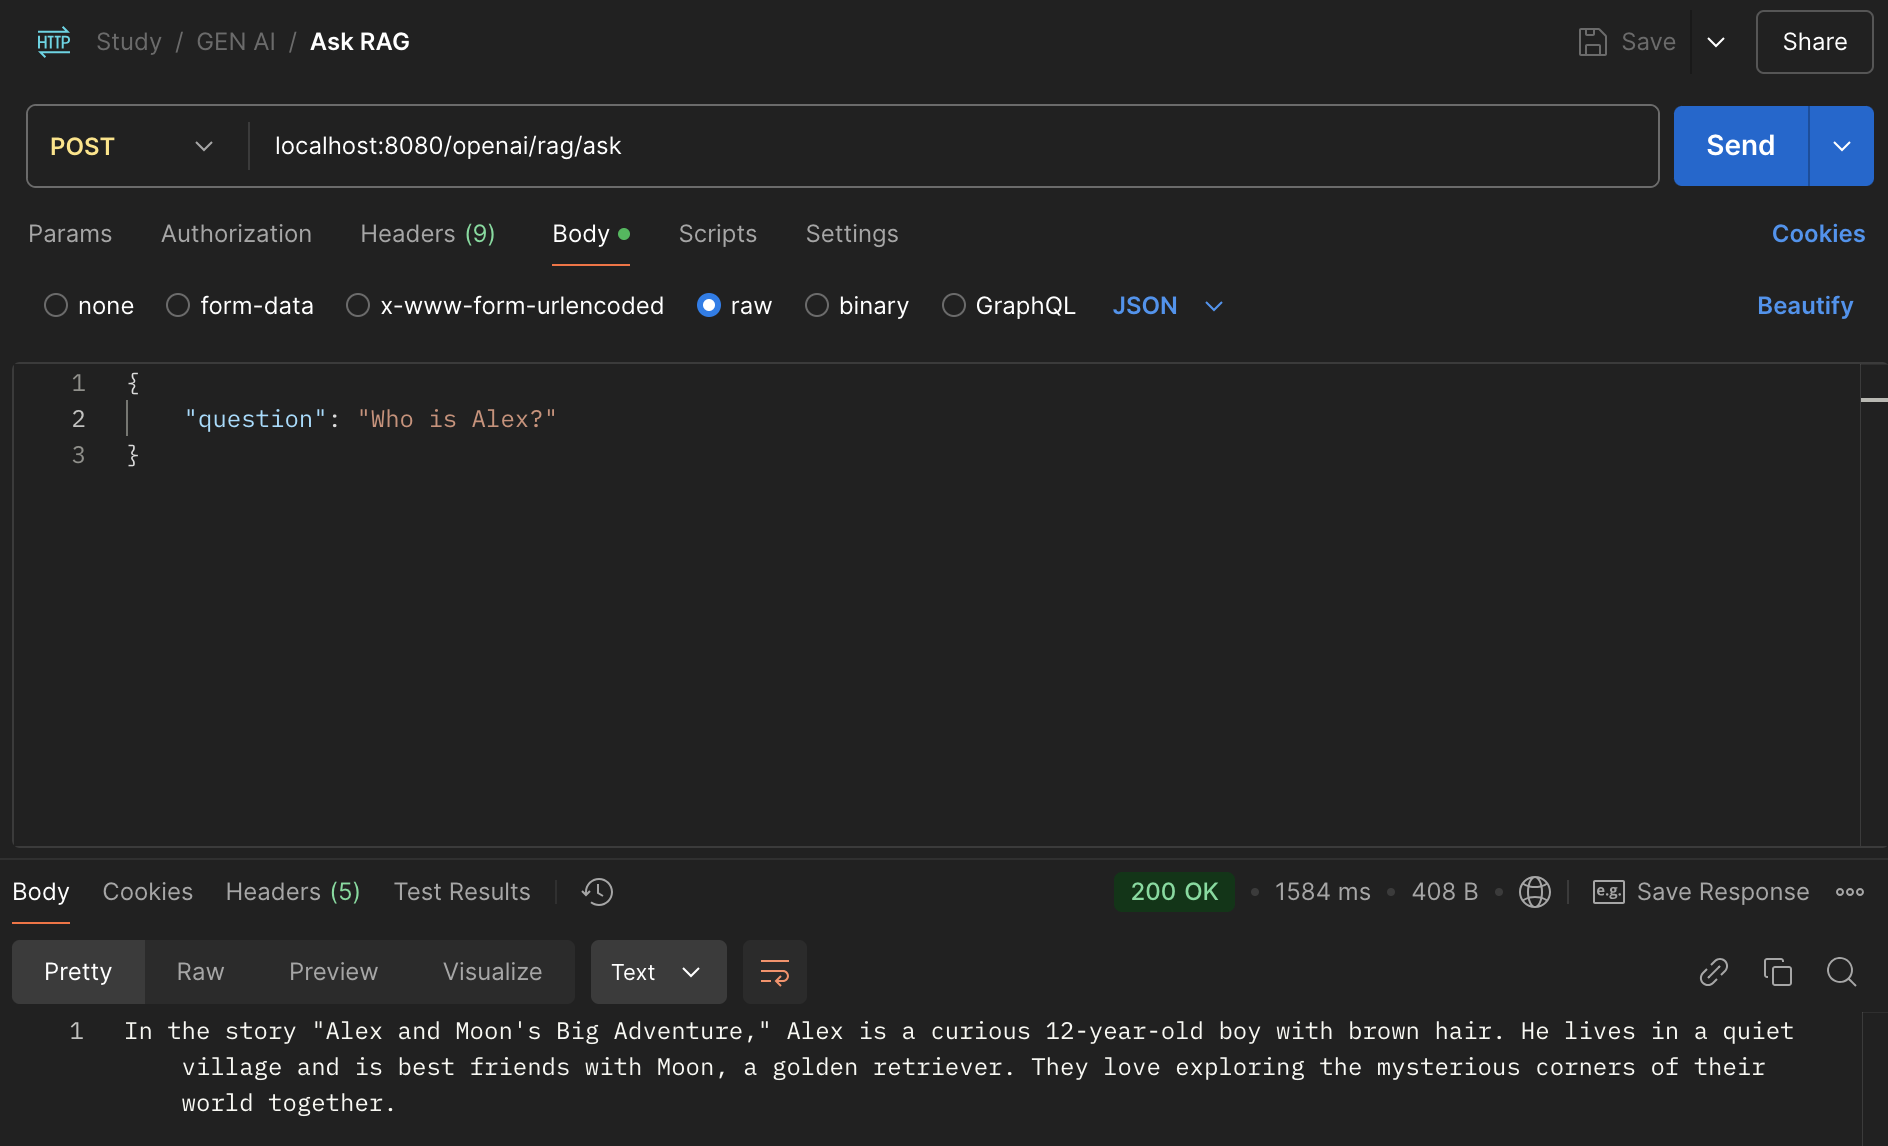 HTTP Study / GEN AI / Ask RAG Save Share
POST localhost:8080/openai/rag/ask Send
Params Authorization Headers (9) Body Scripts Settings Cookies
none form-data x-www-form-urlencoded raw binary GraphQL JSON Beautify
1 {
2 "question": "Who is Alex?"
3 }
Body Cookies Headers (5) Test Results 200 OK • 1584 ms • 408 B • e.g. Save Response
Pretty Raw Preview Visualize Text
1 In the story "Alex and Moon's Big Adventure," Alex is a curious 12-year-old boy with brown hair. He lives in a quiet
village and is best friends with Moon, a golden retriever. They love exploring the mysterious corners of their
world together.